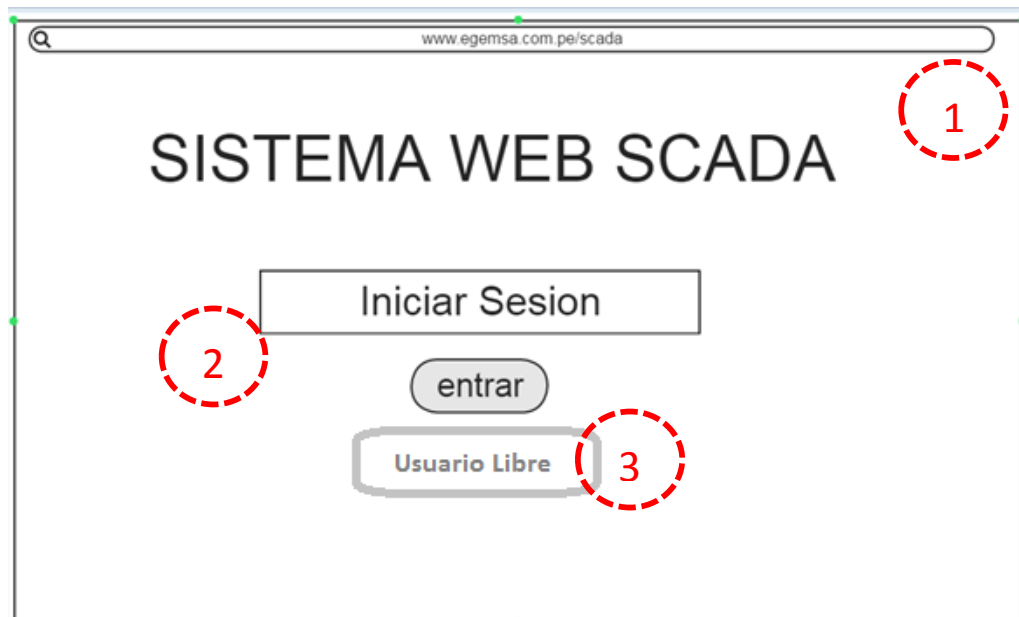 www.egemsa.com.pe/scada
1
SISTEMA WEB SCADA
Iniciar Sesion
2
entrar
Usuario Libre
3